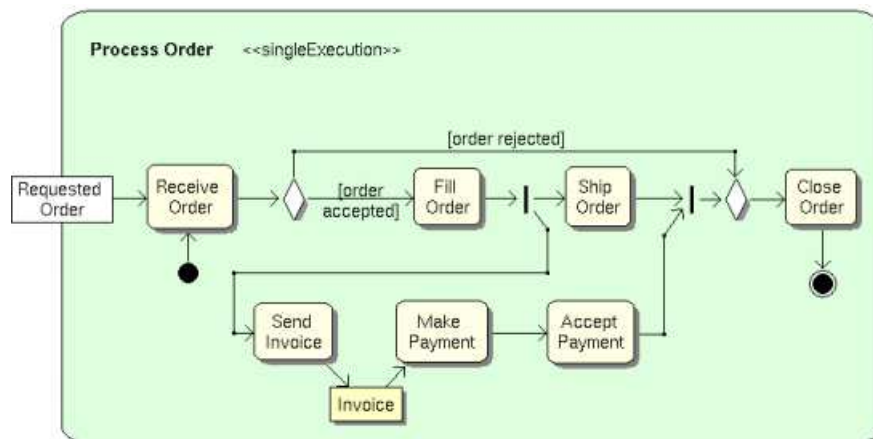 Process Order <<singleExecution>>
[order rejected]
Requested
Order
Receive
Order
[order
accepted]
Fill
Order
Ship
Order
Close
Order
Send
Invoice
Make
Payment
Accept
Payment
Invoice